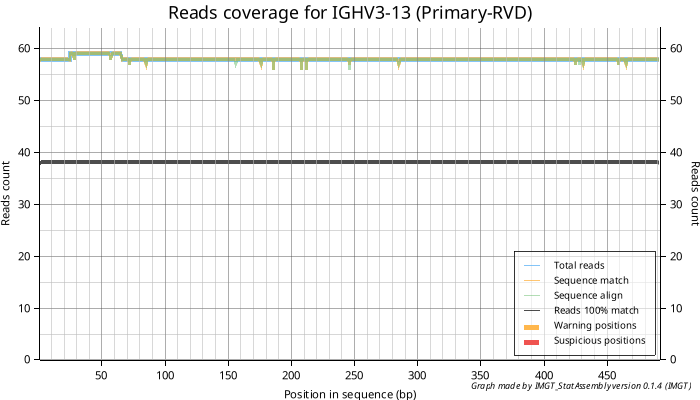 Reads coverage for IGHV3-13 (Primary-RVD)
60
50
40
30
20
10
0
Reads count
60
50
40
30
20
10
0
Reads count
50
100
150
200
250
300
350
400
450
Position in sequence (bp)
Total reads
Sequence match
Sequence align
Reads 100% match
Warning positions
Suspicious positions
Graph made by IMGT_StatAssembly version 0.1.4 (IMGT)